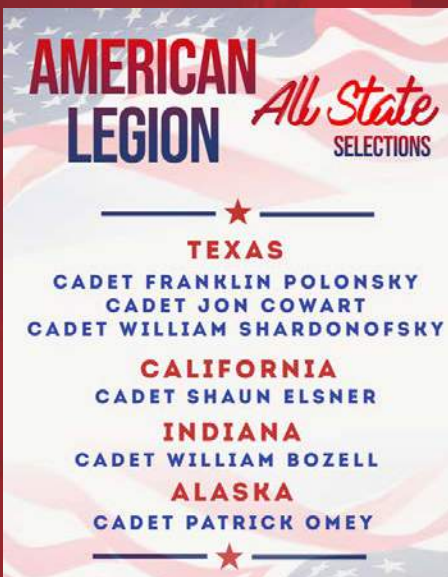 AMERICAN
LEGION
All State
SELECTIONS
TEXAS
CADET FRANKLIN POLONSKY
CADET JON COWART
CADET WILLIAM SHARDONOFSKY
CALIFORNIA
CADET SHAUN ELSNER
INDIANA
CADET WILLIAM BOZELL
ALASKA
CADET PATRICK OMEY